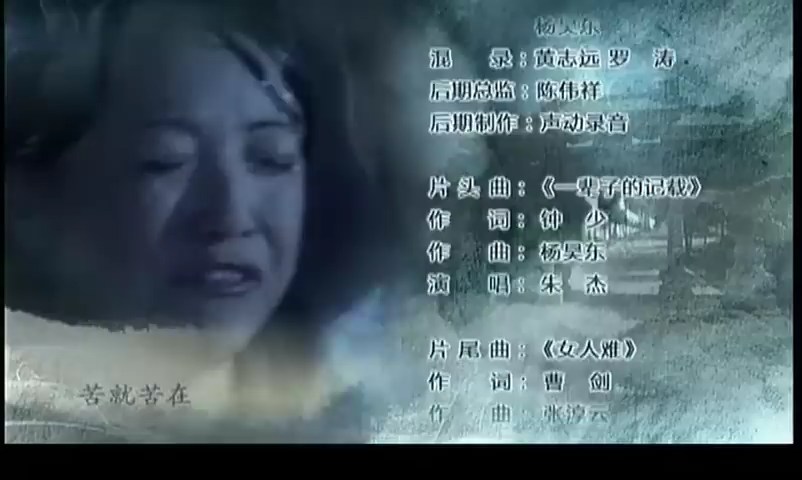 杨昊东
混 录：黄志远 罗 涛
后期总监：陈伟祥
后期制作：声动录音
片 头 曲：《一辈子的记载》
作 词：钟 少
作 曲：杨昊东
演 唱：朱 杰
片 尾 曲：《女人难》
作 词：曹 剑
作 曲：张淳云
苦就苦在